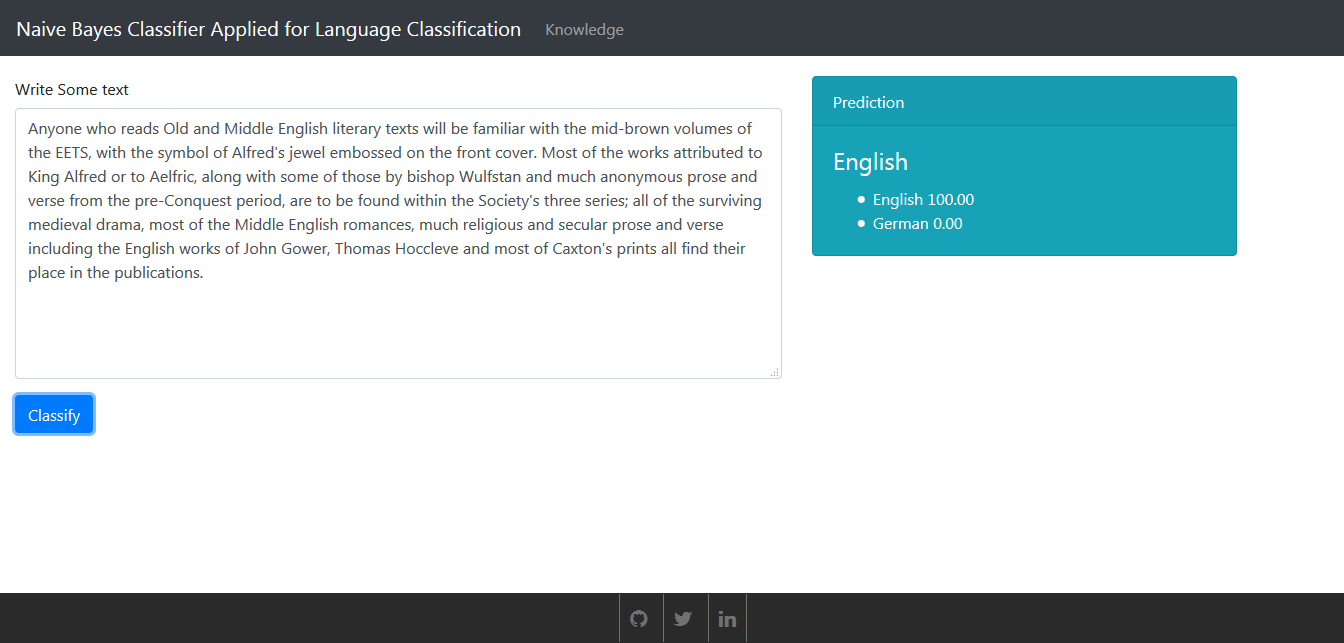 Naive Bayes Classifier Applied for Language Classification Knowledge
Write Some text
Anyone who reads Old and Middle English literary texts will be familiar with the mid-brown volumes of
the EETS, with the symbol of Alfred's jewel embossed on the front cover. Most of the works attributed to
King Alfred or to Aelfric, along with some of those by bishop Wulfstan and much anonymous prose and
verse from the pre-Conquest period, are to be found within the Society's three series; all of the surviving
medieval drama, most of the Middle English romances, much religious and secular prose and verse
including the English works of John Gower, Thomas Hoccleve and most of Caxton's prints all find their
place in the publications.
Classify
Prediction
English
English 100.00
German 0.00
in